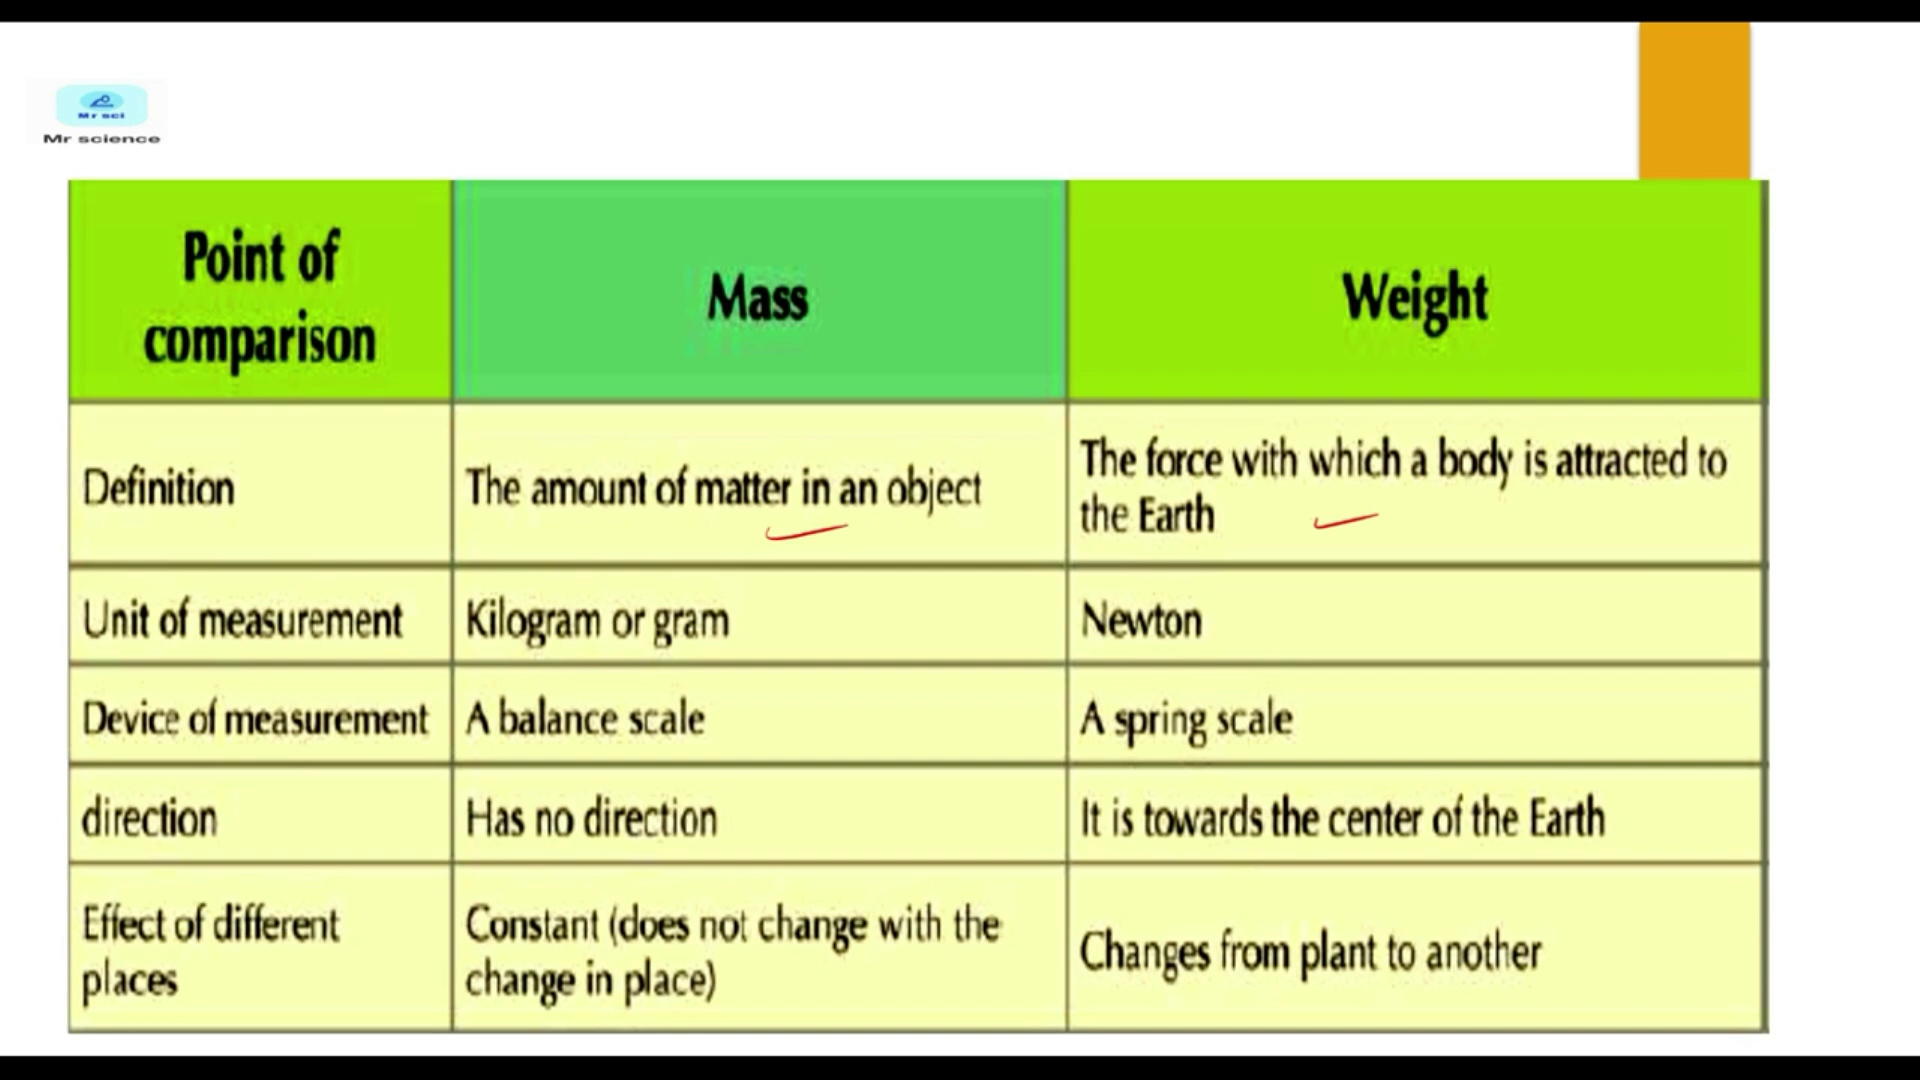 Mr sci
Mr science
Point of
comparison
Mass
Weight
Definition
The amount of matter in an object
The force with which a body is attracted to
the Earth
Unit of measurement
Kilogram or gram
Newton
Device of measurement
A balance scale
A spring scale
direction
Has no direction
It is towards the center of the Earth
Effect of different
places
Constant (does not change with the
change in place)
Changes from plant to another